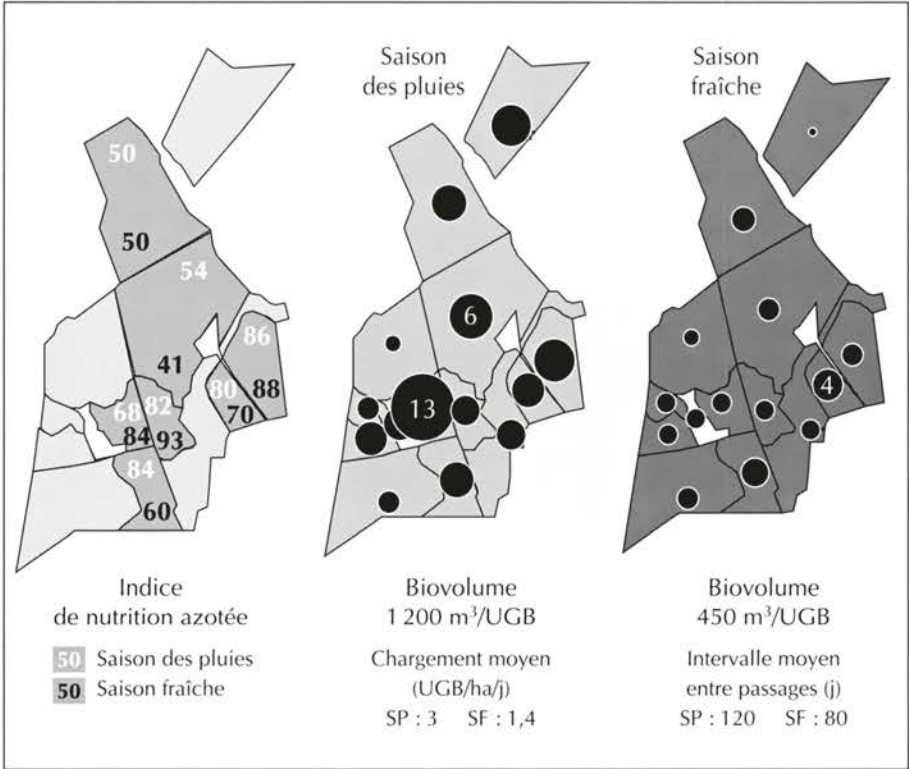 Saison
des pluies
Saison
fraîche
50
50
54
41
86
80
88
70
68
82
84
93
84
60
6
13
4
Indice
de nutrition azotée
50 Saison des pluies
50 Saison fraîche
Biovolume
1 200 m³/UGB
Chargement moyen
(UGB/ha/j)
SP : 3 SF : 1,4
Biovolume
450 m³/UGB
Intervalle moyen
entre passages (j)
SP : 120 SF : 80